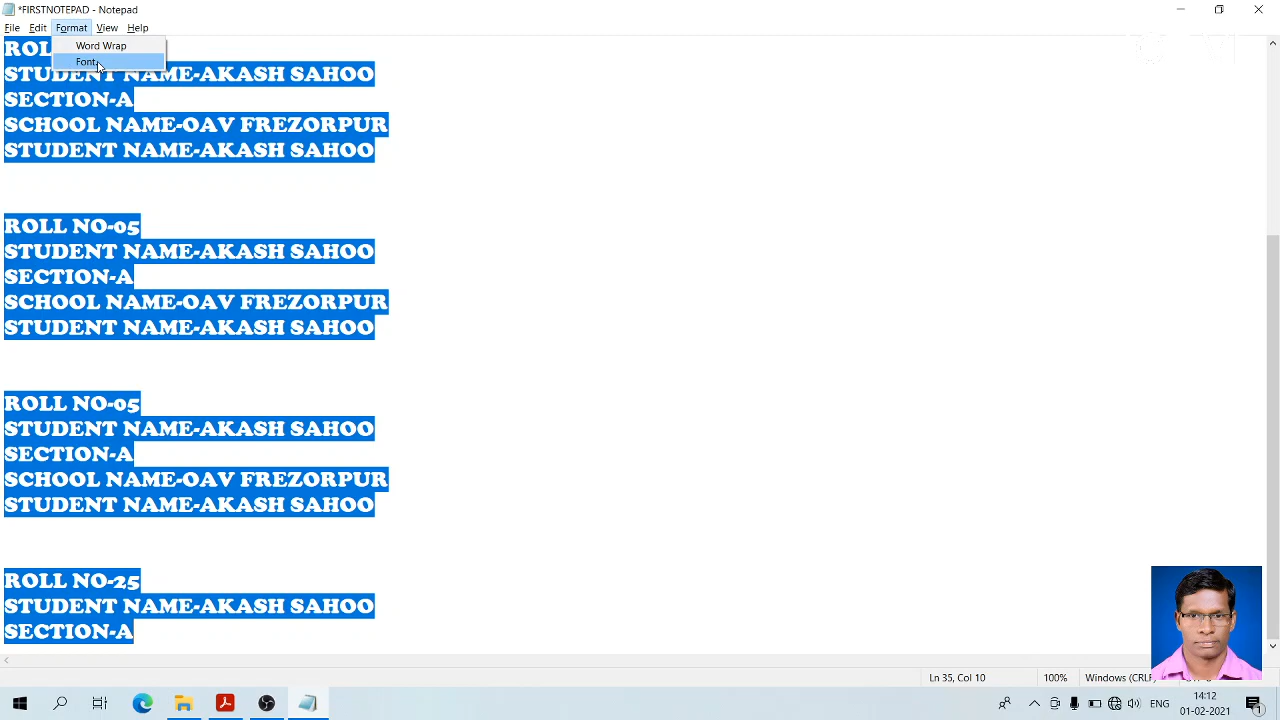 *FIRSTNOTEPAD - Notepad
File Edit Format View Help
Word Wrap
Font...
STUDENT NAME-AKASH SAHOO
SECTION-A
SCHOOL NAME-OAV FREZORPUR
STUDENT NAME-AKASH SAHOO
ROLL NO-05
STUDENT NAME-AKASH SAHOO
SECTION-A
SCHOOL NAME-OAV FREZORPUR
STUDENT NAME-AKASH SAHOO
ROLL NO-05
STUDENT NAME-AKASH SAHOO
SECTION-A
SCHOOL NAME-OAV FREZORPUR
STUDENT NAME-AKASH SAHOO
ROLL NO-25
STUDENT NAME-AKASH SAHOO
SECTION-A
Ln 35, Col 10 100% Windows (CRLF)
ENG 14:12
01-02-2021